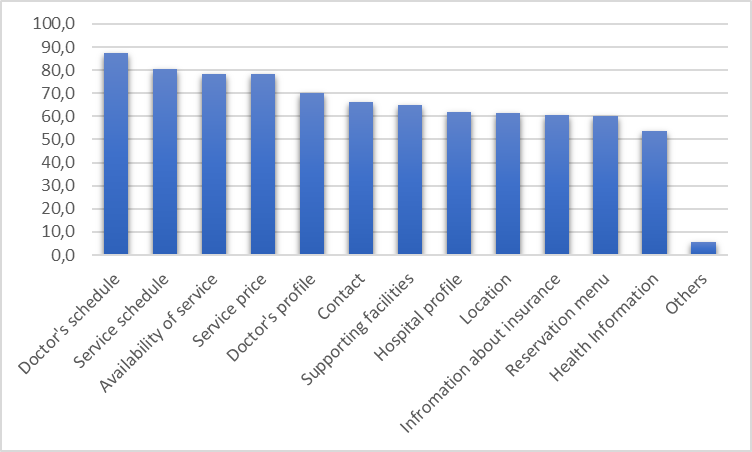 100,0
90,0
80,0
70,0
60,0
50,0
40,0
30,0
20,0
10,0
0,0
Doctor's schedule
Service schedule
Availability of service
Service price
Doctor's profile
Contact
Supporting facilities
Hospital profile
Location
Infromation about insurance
Reservation menu
Health Information
Others